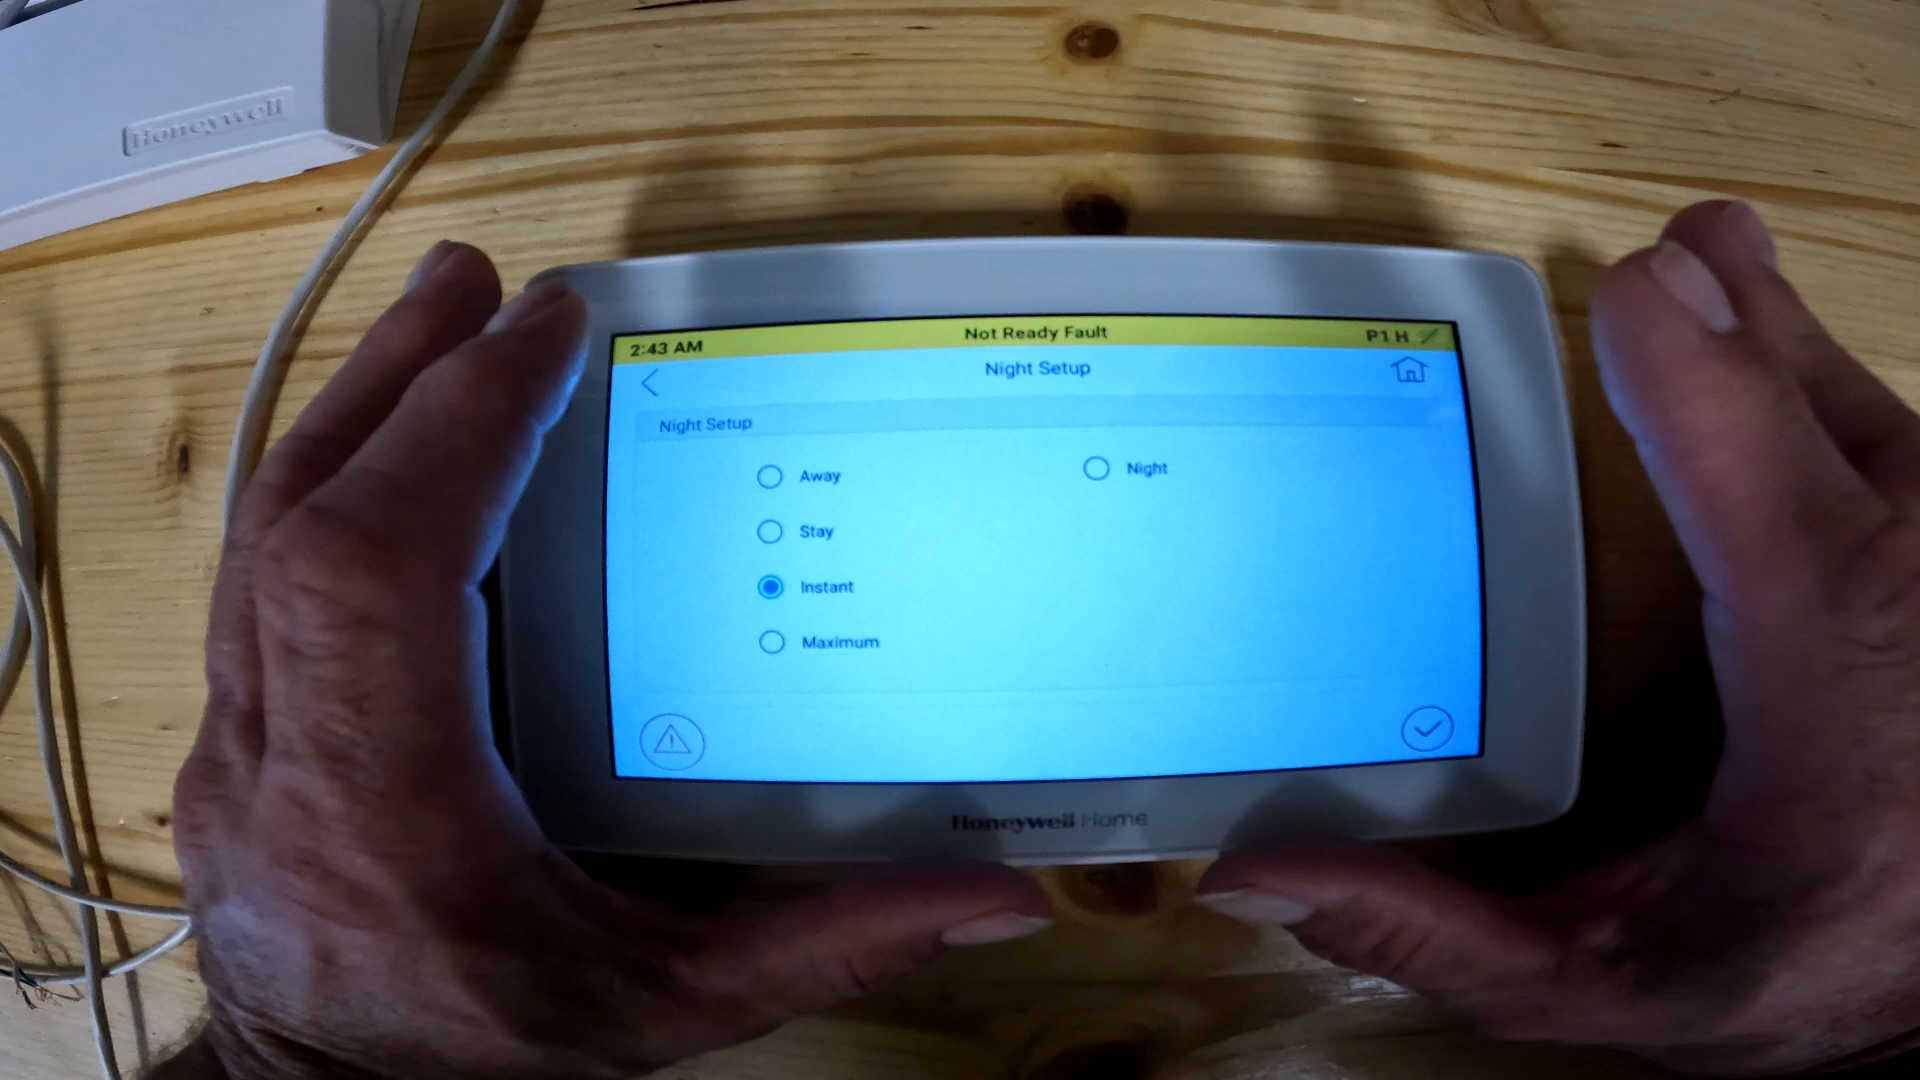 Honeywell
2:43 AM
Not Ready Fault
P1 H
Night Setup
Night Setup
Away
Night
Stay
Instant
Maximum
Honeywell Home